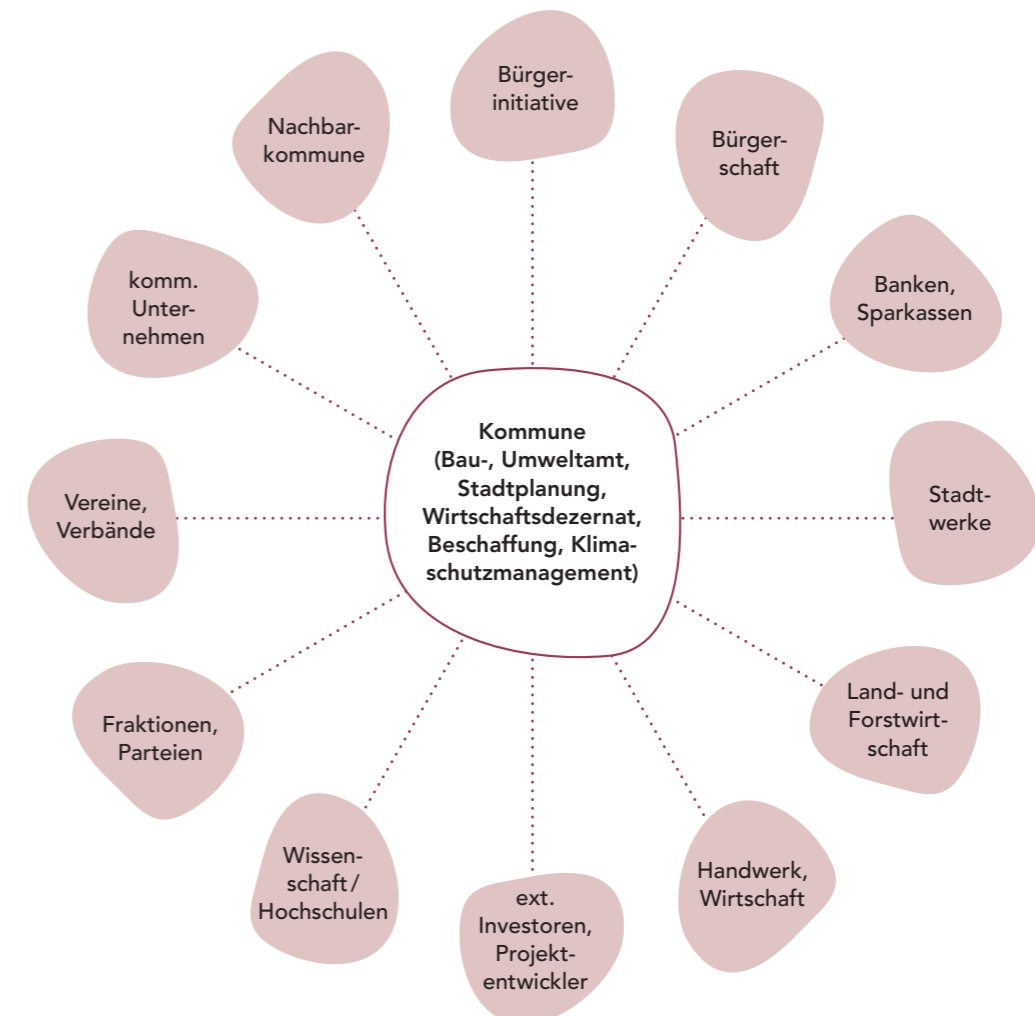 Bürger-
initiative
Bürger-
schaft
Banken,
Sparkassen
Stadt-
werke
Land- und
Forstwirt-
schaft
Handwerk,
Wirtschaft
ext.
Investoren,
Projekt-
entwickler
Wissen-
schaft /
Hochschulen
Fraktionen,
Parteien
Vereine,
Verbände
komm.
Unter-
nehmen
Nachbar-
kommune
Kommune
(Bau-, Umweltamt,
Stadtplanung,
Wirtschaftsdezernat,
Beschaffung, Klima-
schutzmanagement)